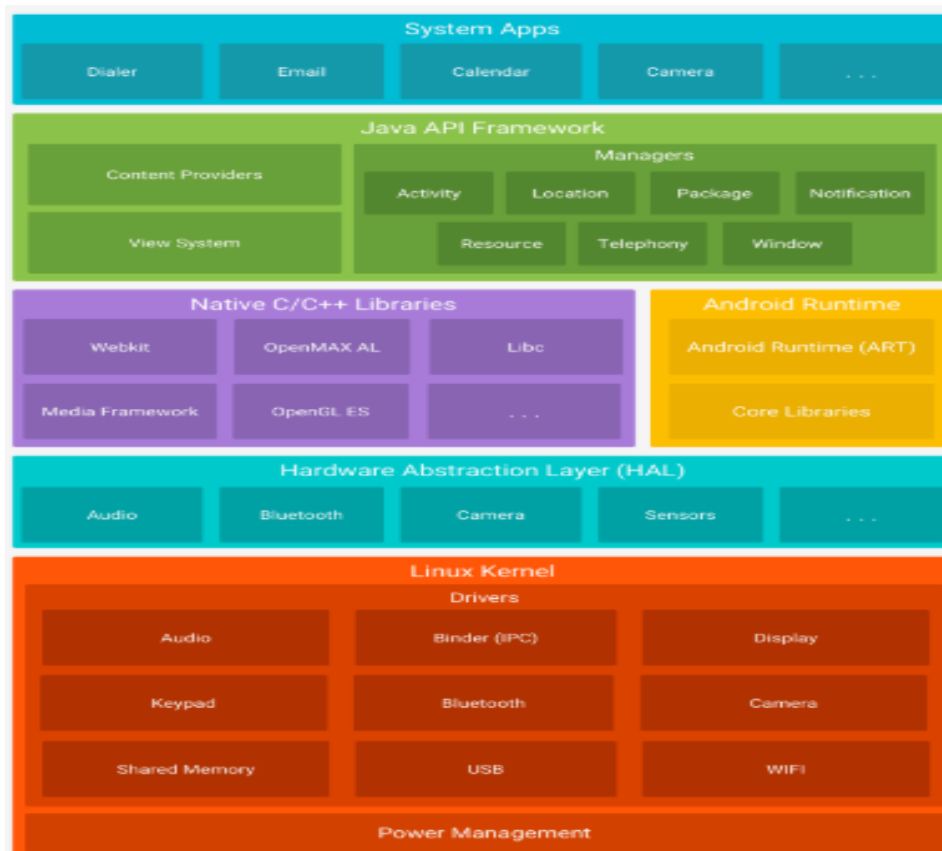 System Apps
Dialer Email Calendar Camera . . .
Java API Framework
Content Providers
View System
Managers
Activity Location Package Notification
Resource Telephony Window
Native C/C++ Libraries
Webkit OpenMAX AL Libc
Media Framework OpenGL ES . . .
Android Runtime
Android Runtime (ART)
Core Libraries
Hardware Abstraction Layer (HAL)
Audio Bluetooth Camera Sensors . . .
Linux Kernel
Drivers
Audio Binder (IPC) Display
Keypad Bluetooth Camera
Shared Memory USB WIFI
Power Management